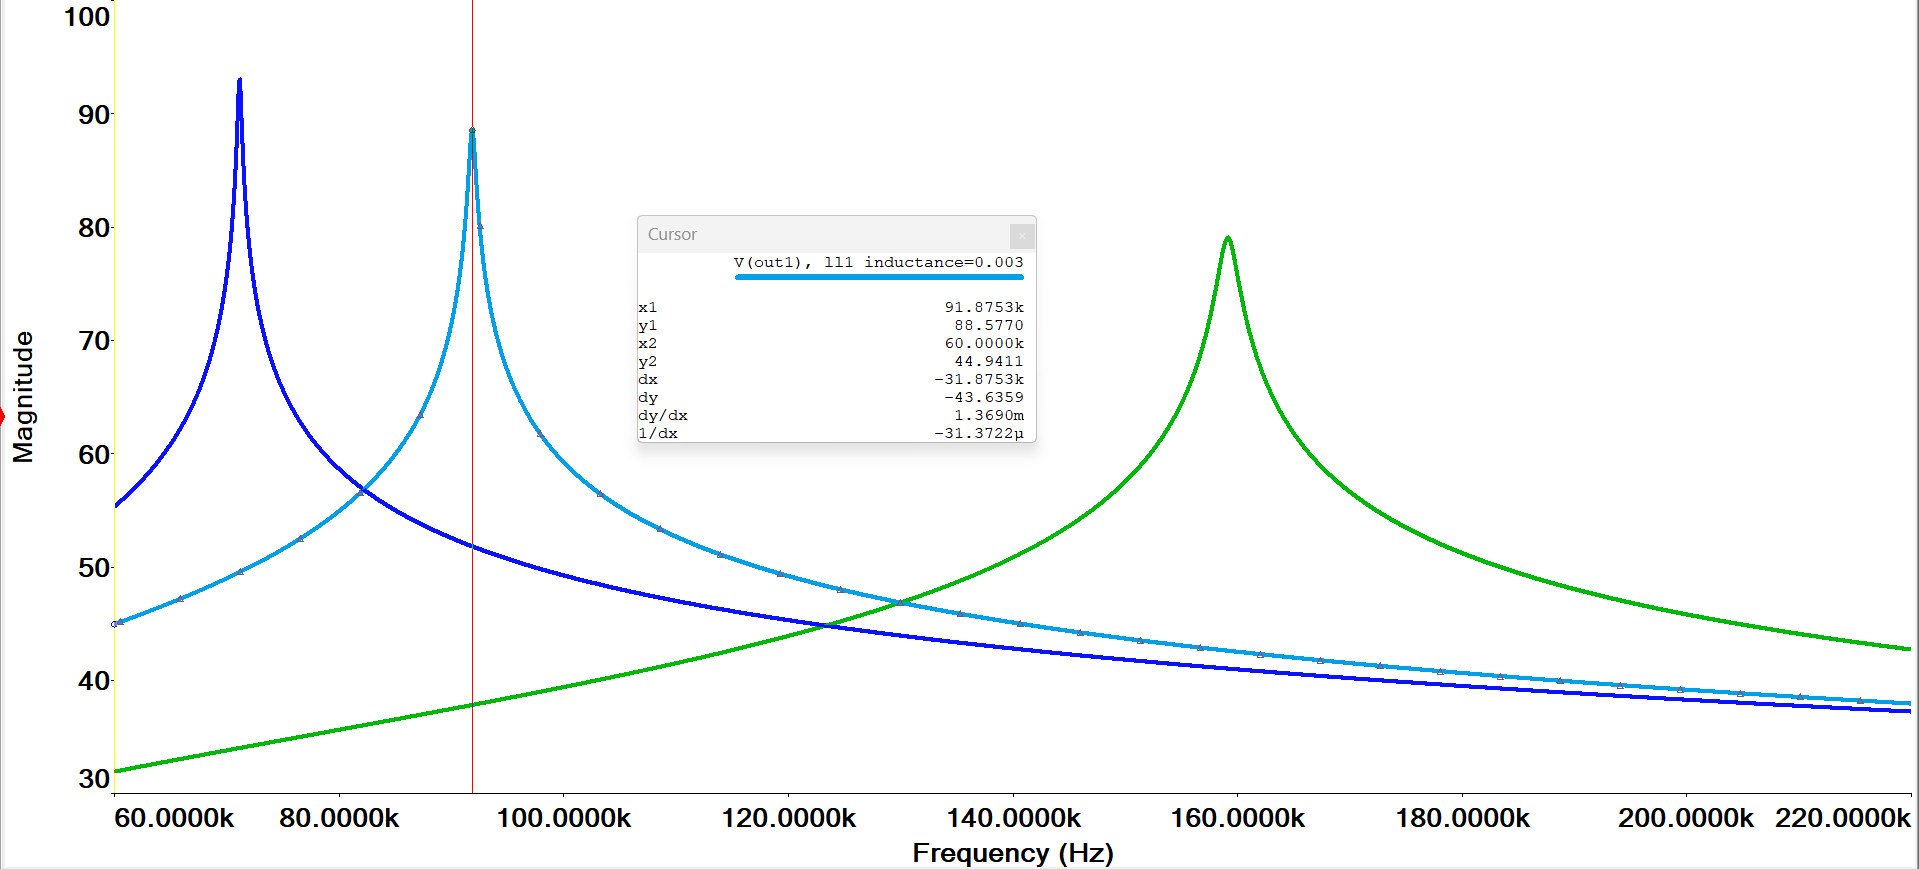 100
90
80
70
60
50
40
30
Magnitude
Cursor
V(out1), ll1 inductance=0.003
x1 91.8753k
y1 88.5770
x2 60.0000k
y2 44.9411
dx -31.8753k
dy -43.6359
dy/dx 1.3690m
1/dx -31.3722µ
60.0000k 80.0000k 100.0000k 120.0000k 140.0000k 160.0000k 180.0000k 200.0000k 220.0000k
Frequency (Hz)